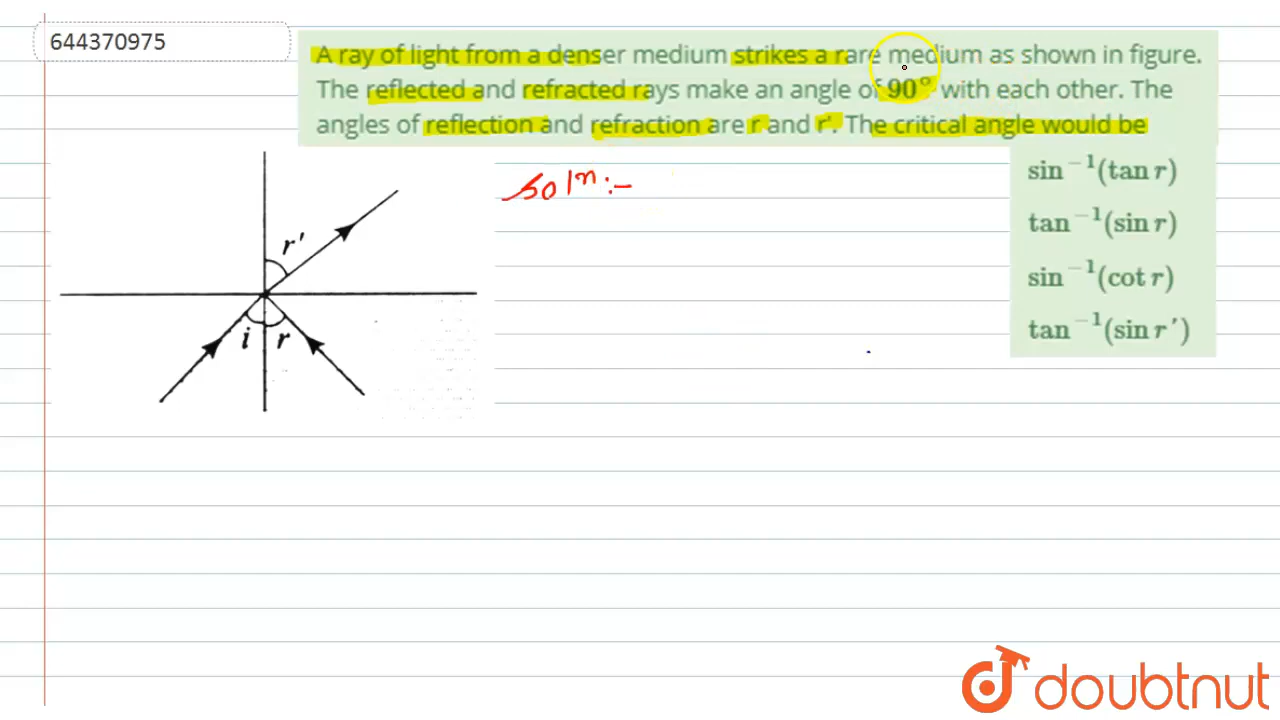 644370975
A ray of light from a denser medium strikes a rare medium as shown in figure.
The reflected and refracted rays make an angle of 90° with each other. The
angles of reflection and refraction are r and r'. The critical angle would be
sin⁻¹(tan r)
tan⁻¹(sin r)
sin⁻¹(cot r)
tan⁻¹(sin r')
Soln:-
r'
i r
doubtnut